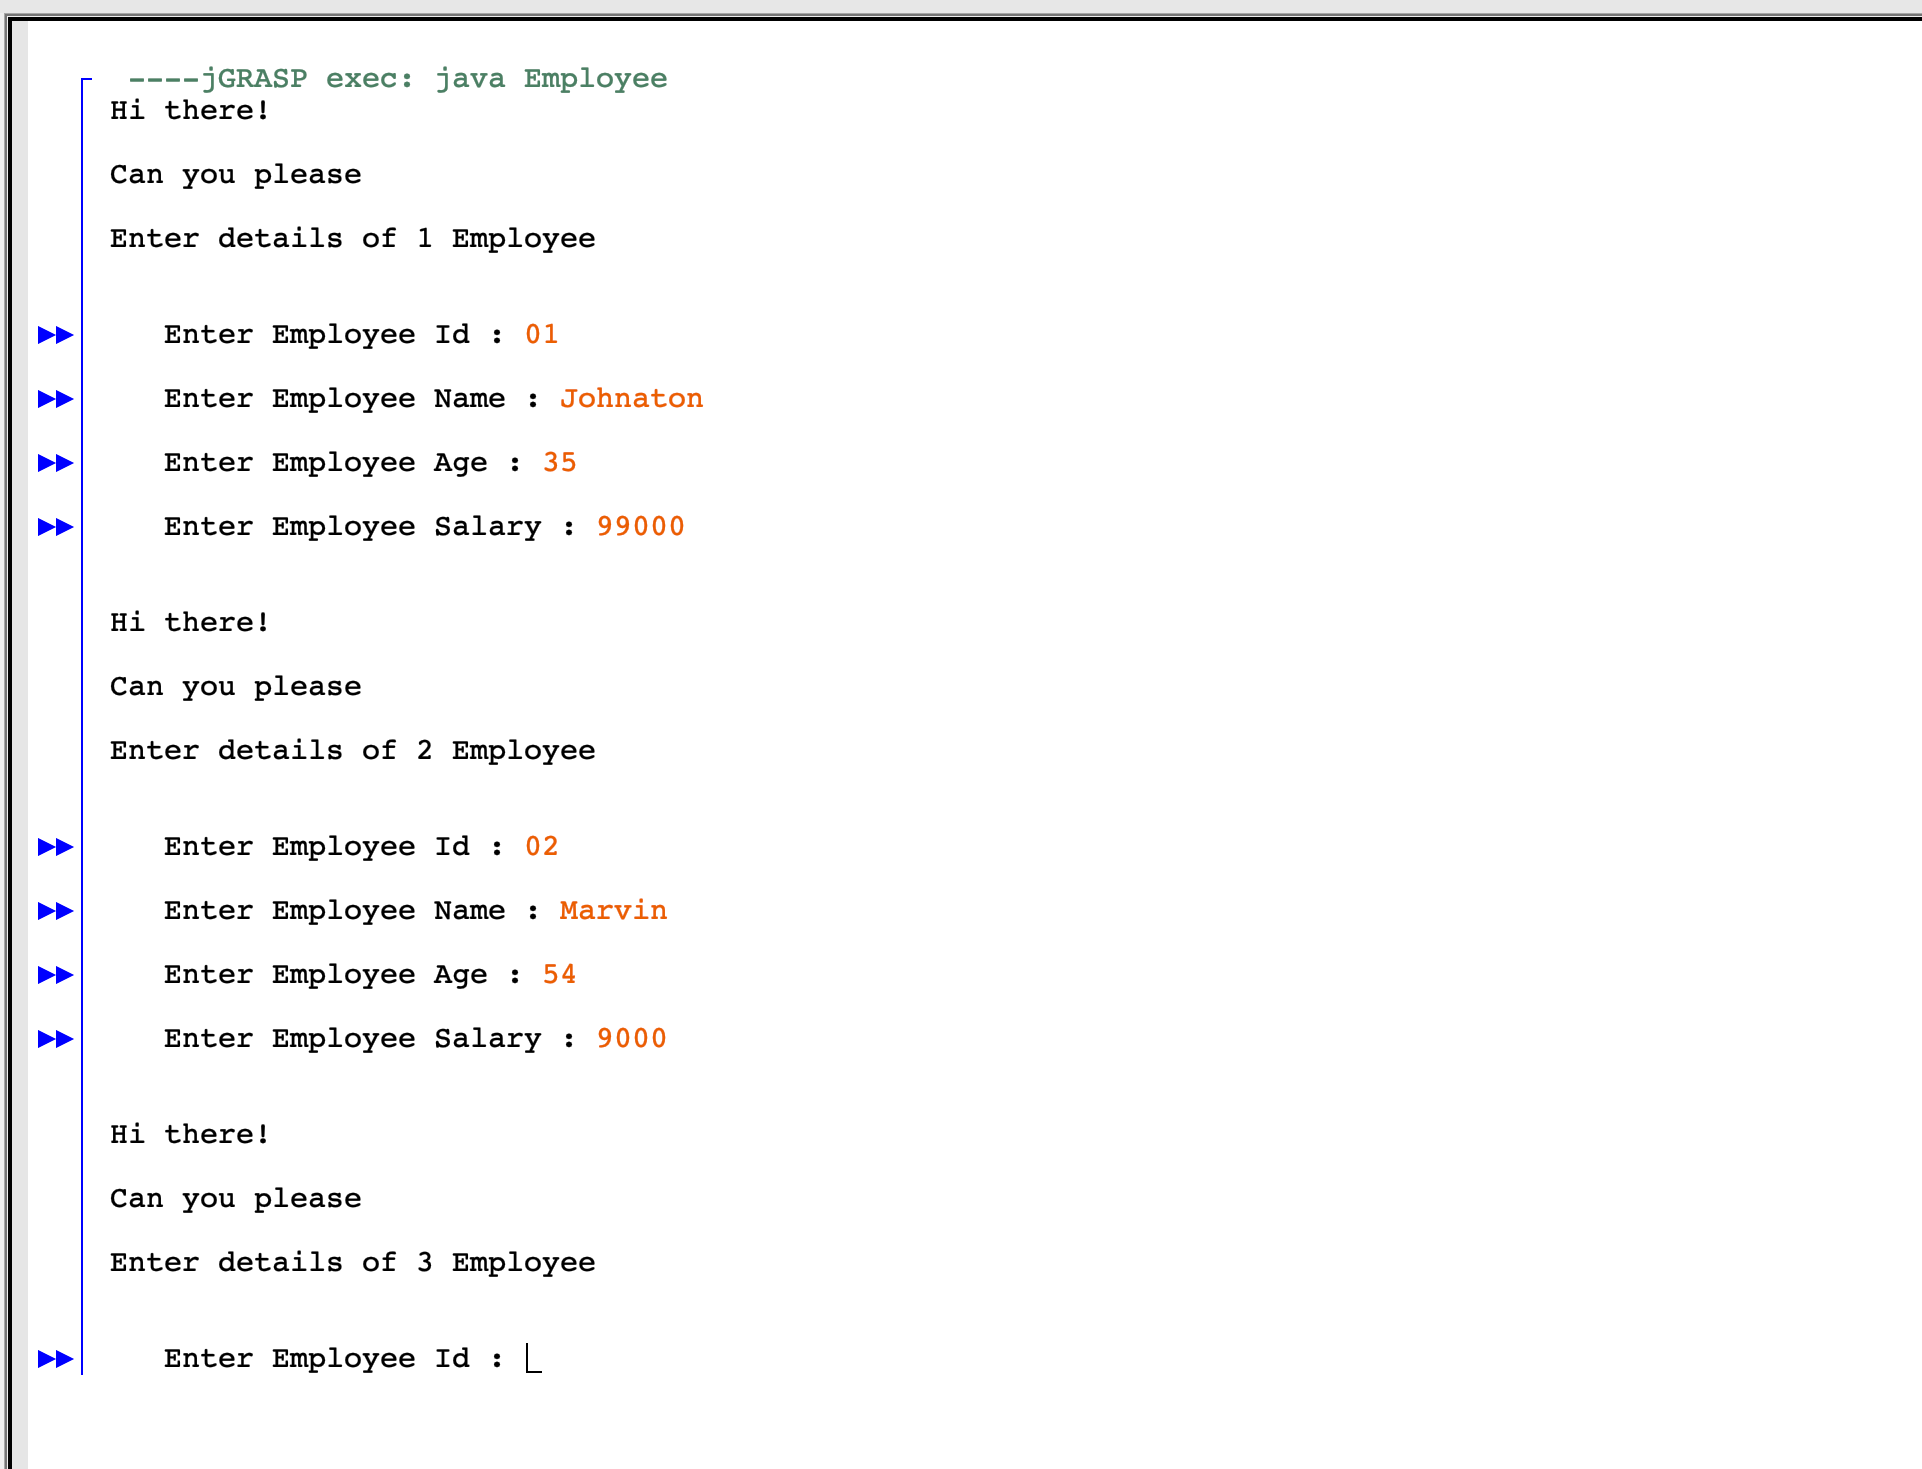 ----jGRASP exec: java Employee
Hi there!
Can you please
Enter details of 1 Employee
Enter Employee Id : 01
Enter Employee Name : Johnaton
Enter Employee Age : 35
Enter Employee Salary : 99000
Hi there!
Can you please
Enter details of 2 Employee
Enter Employee Id : 02
Enter Employee Name : Marvin
Enter Employee Age : 54
Enter Employee Salary : 9000
Hi there!
Can you please
Enter details of 3 Employee
Enter Employee Id :